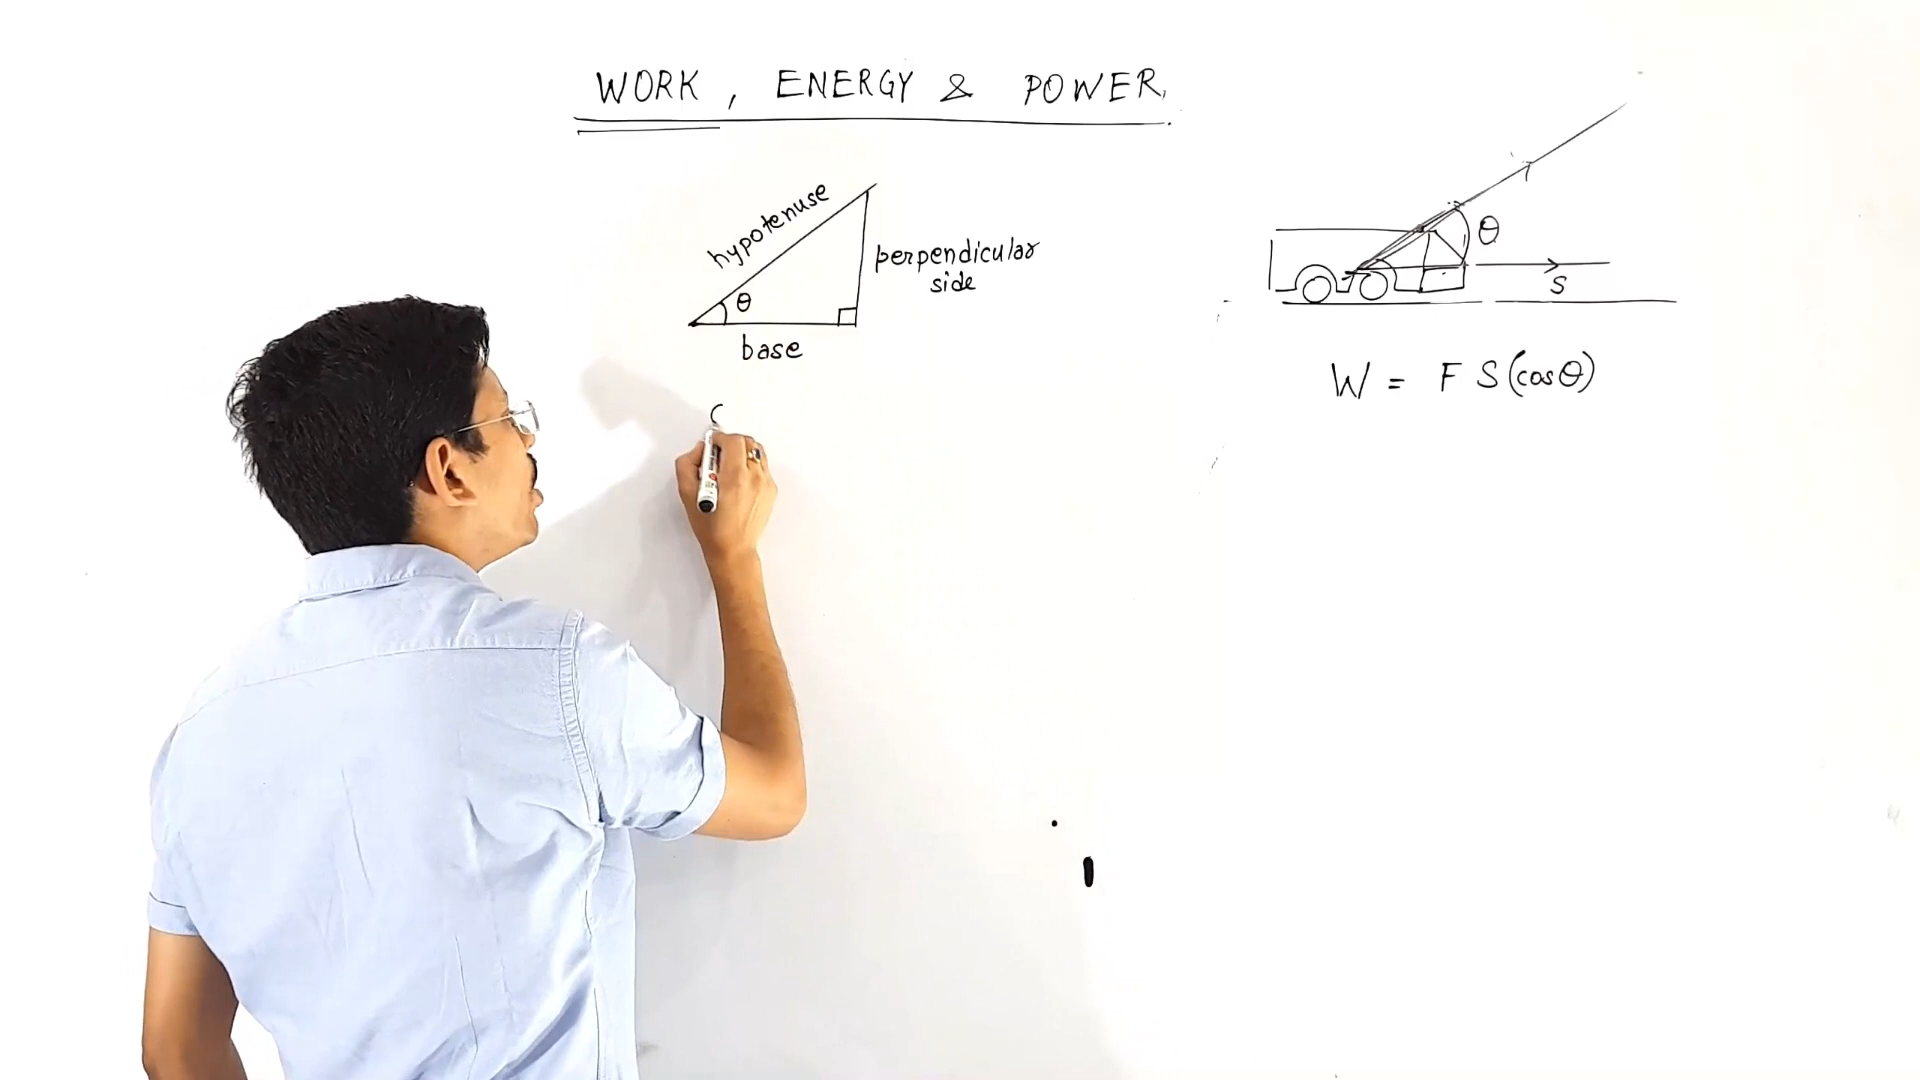 WORK, ENERGY & POWER
hypotenuse
perpendicular
side
θ
base
C
θ
S
W = F S(cosθ)